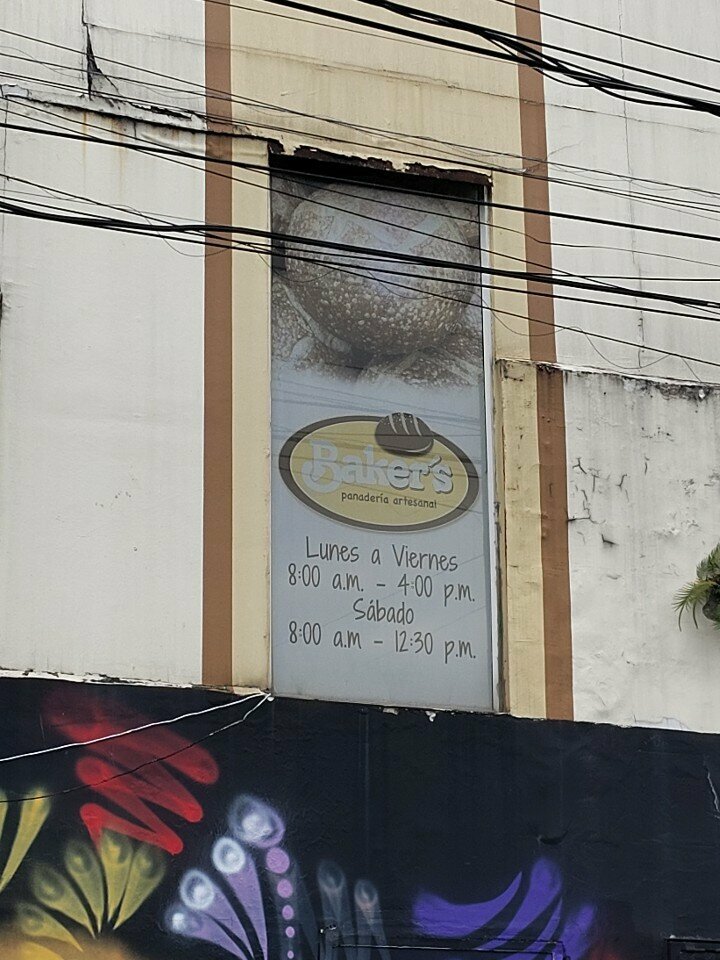 Baker's
panadería artesanal
Lunes a Viernes
8:00 a.m. - 4:00 p.m.
Sábado
8:00 a.m - 12:30 p.m.